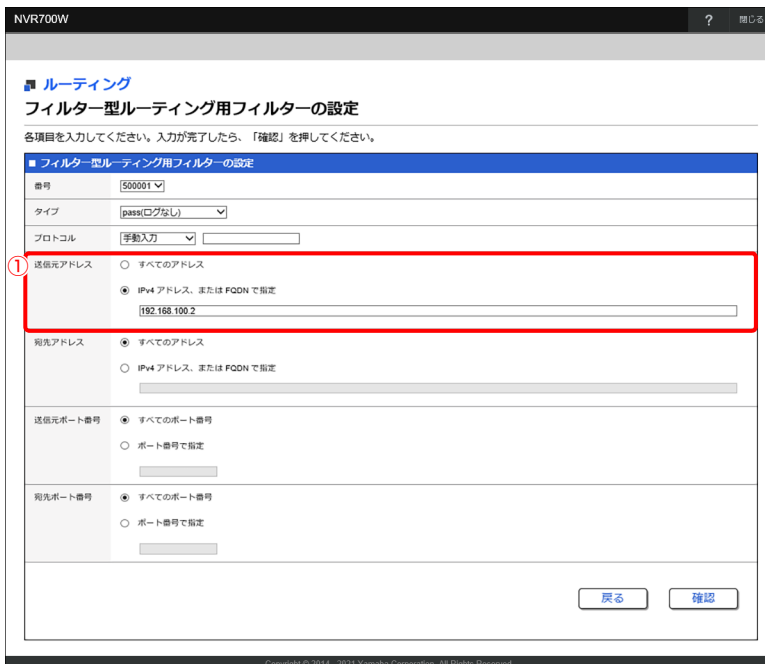 NVR700W ? 閉じる
ルーティング
フィルター型ルーティング用フィルターの設定
各項目を入力してください。入力が完了したら、「確認」を押してください。
■ フィルター型ルーティング用フィルターの設定
番号 500001
タイプ pass(ログなし)
プロトコル 手動入力
①
送信元アドレス すべてのアドレス
IPv4 アドレス、または FQDN で指定
192.168.100.2
宛先アドレス すべてのアドレス
IPv4 アドレス、または FQDN で指定
送信元ポート番号 すべてのポート番号
ポート番号で指定
宛先ポート番号 すべてのポート番号
ポート番号で指定
戻る 確認
Copyright © 2014 - 2021 Yamaha Corporation. All Rights Reserved.